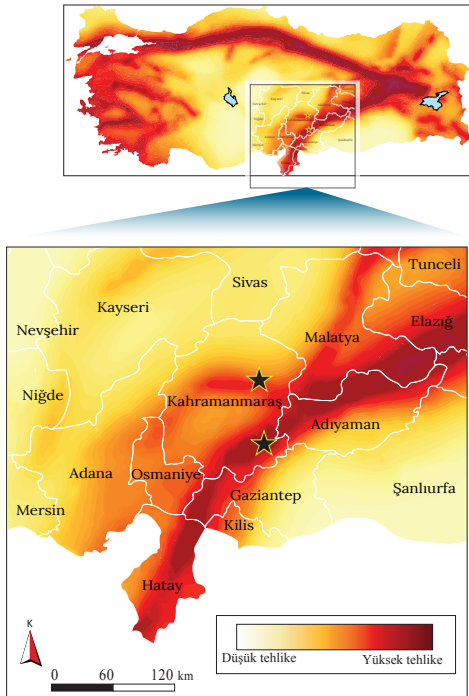 Tunceli
Sivas
Kayseri
Elazığ
Nevşehir
Malatya
Niğde
Kahramanmaraş
Adıyaman
Adana
Osmaniye
Şanlıurfa
Gaziantep
Mersin
Kilis
Hatay
K
Düşük tehlike Yüksek tehlike
0 60 120 km